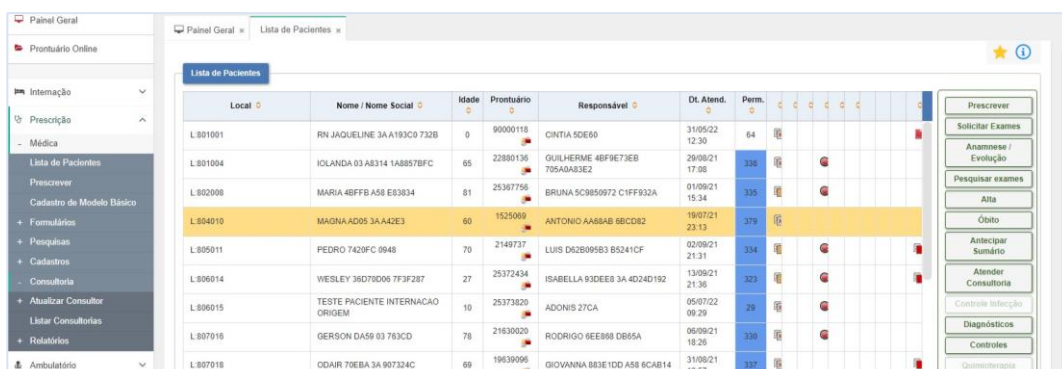 Painel Geral
Prontuário Online
Internação
Prescrição
- Médica
Lista de Pacientes
Prescrever
Cadastro de Modelo Básico
+ Formulários
+ Pesquisas
+ Cadastros
- Consultoria
+ Atualizar Consultor
Listar Consultorias
+ Relatórios
Ambulatório
Painel Geral × Lista de Pacientes ×
Lista de Pacientes
Local Nome / Nome Social Idade Prontuário Responsável Dt. Atend. Perm.
L:801001 RN JAQUELINE 3A A193C0 732B 0 90000118 CINTIA 5DE60 31/05/22 12:30 64
L:801004 IOLANDA 03 A8314 1A8857BFC 65 22880136 GUILHERME 4BF9E73EB 705A0A83E2 29/08/21 17:08 338
L:802008 MARIA 4BFFB A58 E83834 81 25367756 BRUNA 5C9850972 C1FF932A 01/09/21 15:34 335
L:804010 MAGNA AD05 3A A42E3 60 1525069 ANTONIO AA68AB 6BCD82 19/07/21 23:13 379
L:805011 PEDRO 7420FC 0948 70 2149737 LUIS D62B095B3 B5241CF 02/09/21 21:31 334
L:806014 WESLEY 36D70D06 7F3F287 27 25372434 ISABELLA 93DEE8 3A 4D24D192 13/09/21 21:36 323
L:806015 TESTE PACIENTE INTERNACAO ORIGEM 10 25373820 ADONIS 27CA 05/07/22 09:29 29
L:807016 GERSON DA59 03 763CD 78 21630020 RODRIGO 6EE868 DB65A 06/09/21 18:26 330
L:807018 ODAIR 70EBA 3A 907324C 69 19639096 GIOVANNA 883E1DD A58 6CAB14 31/08/21 337
Prescrever
Solicitar Exames
Anamnese /
Evolução
Pesquisar exames
Alta
Óbito
Antecipar
Sumário
Atender
Consultoria
Controle Infecção
Diagnósticos
Controles
Quimioterapia